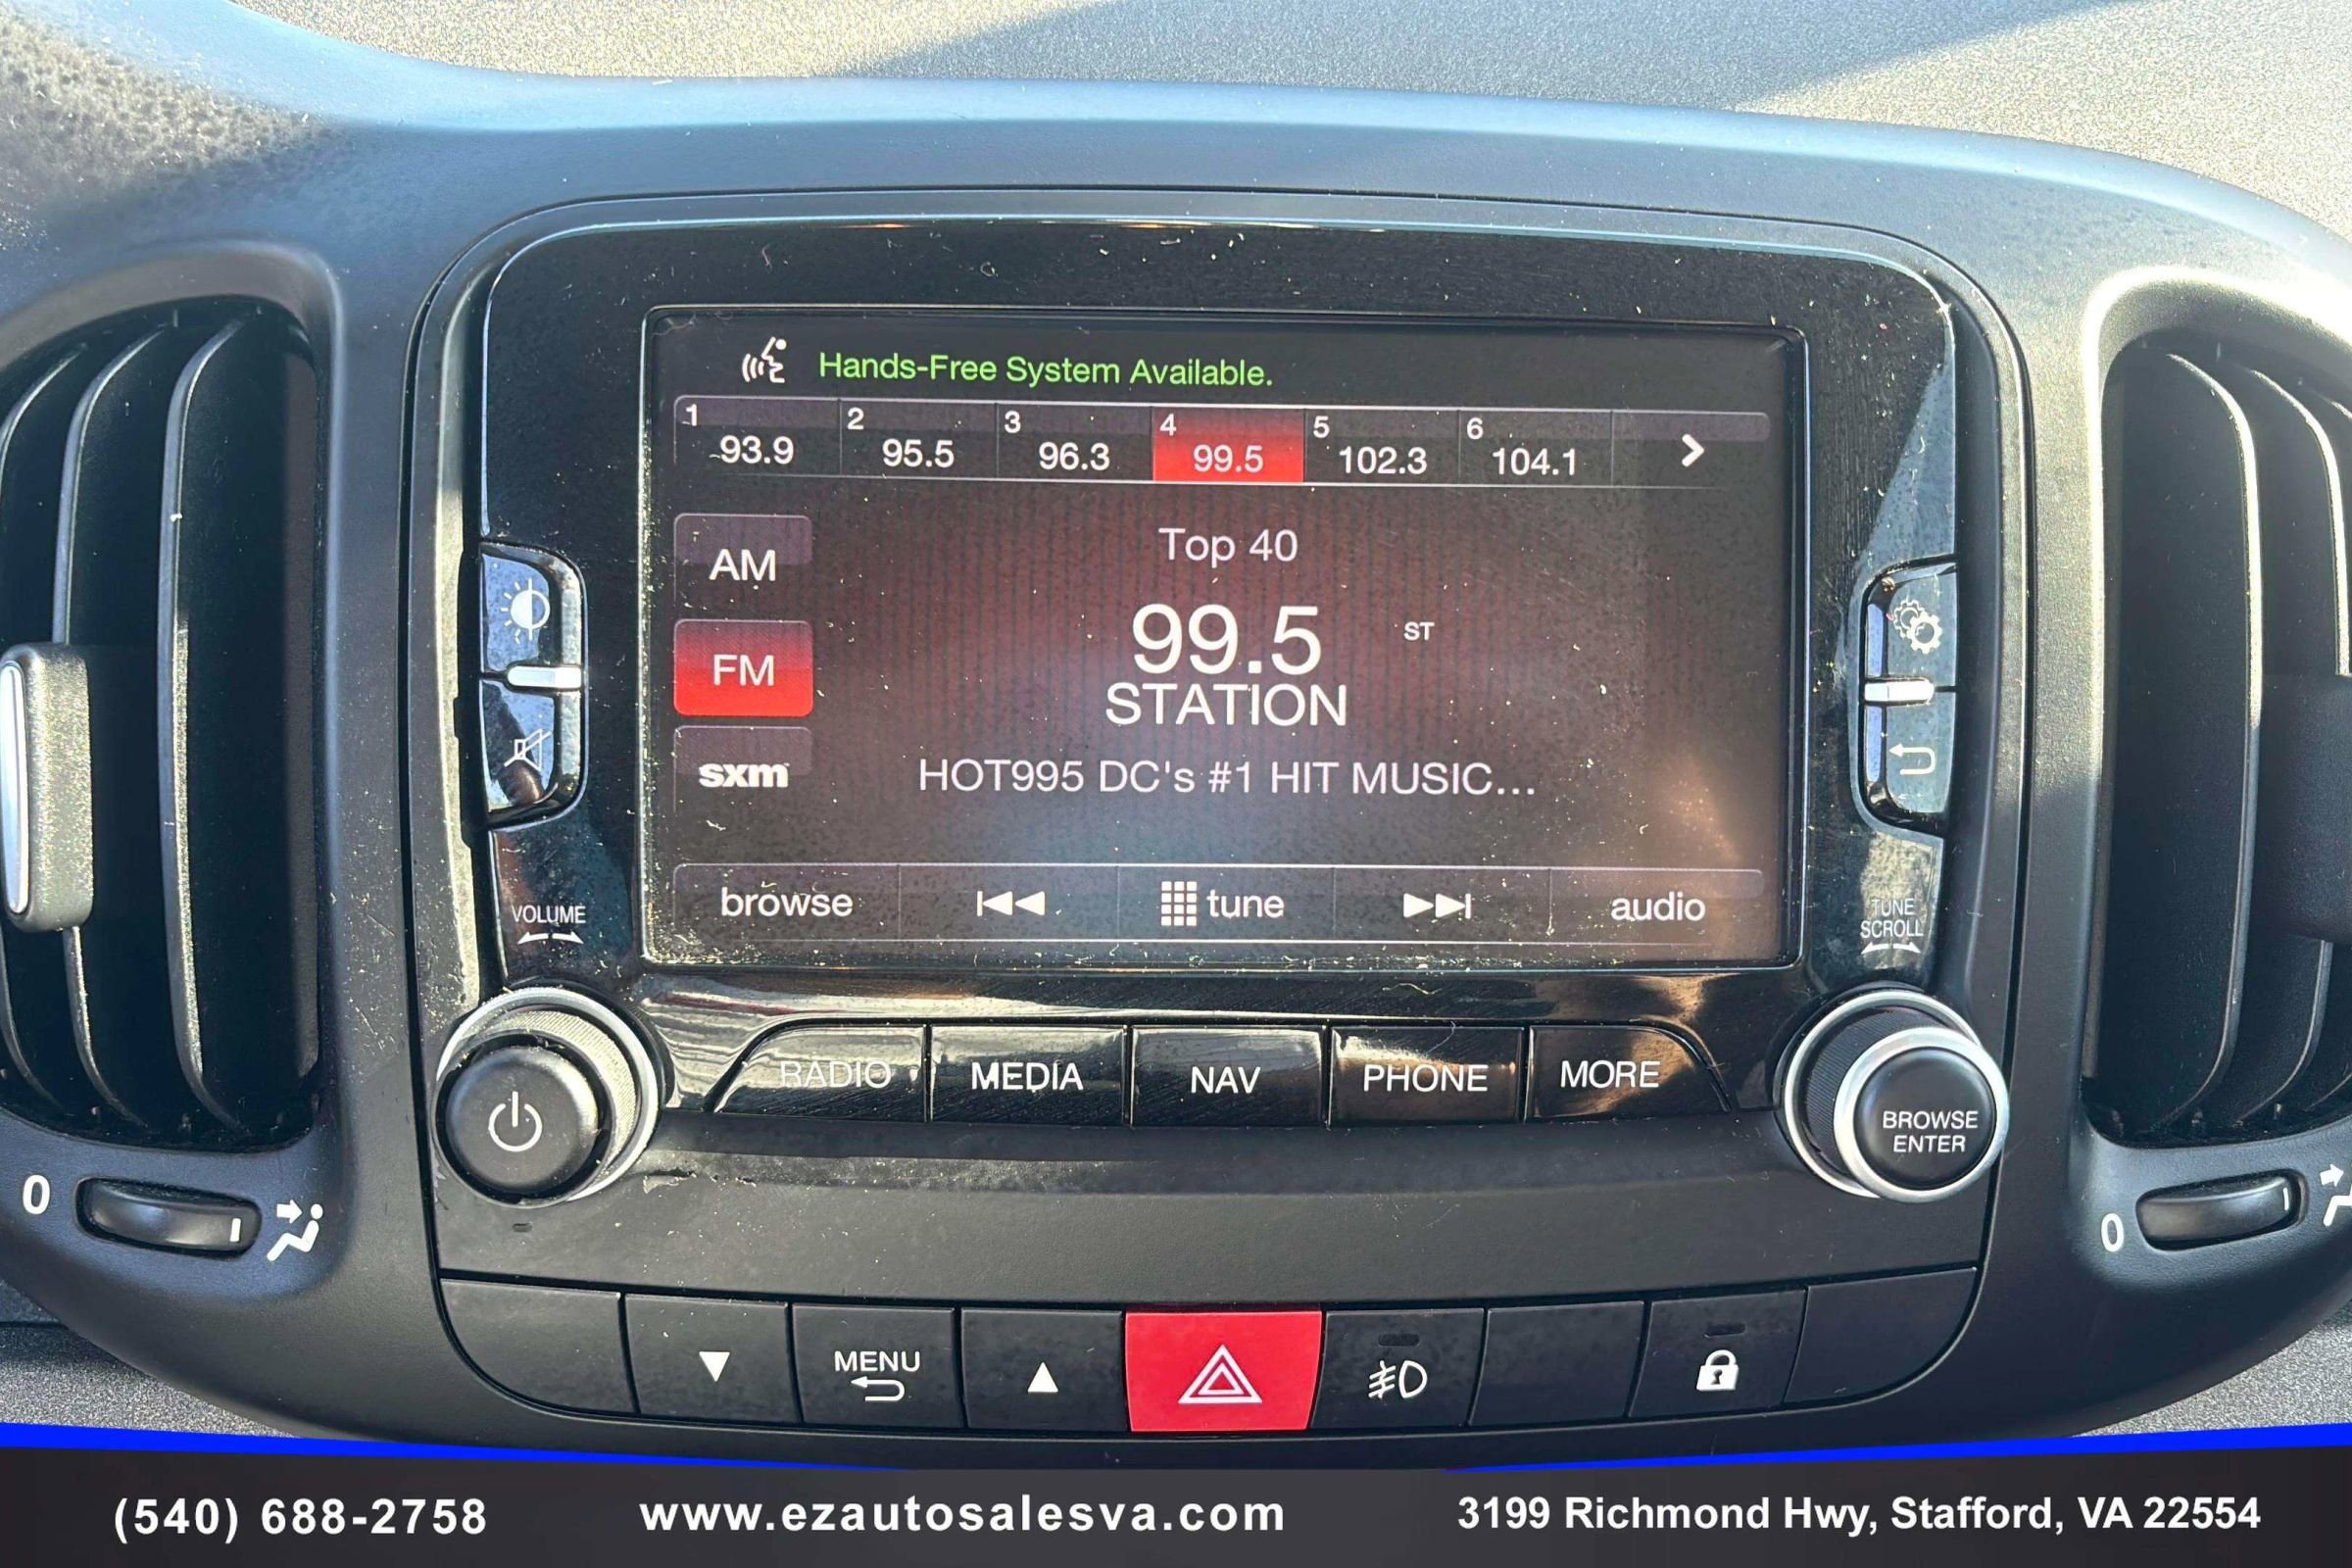 Hands-Free System Available.
1 2 3 4 5 6
93.9 95.5 96.3 99.5 102.3 104.1
AM
FM
sxm
Top 40
99.5 ST
STATION
HOT995 DC's #1 HIT MUSIC...
browse tune audio
VOLUME
TUNE
SCROLL
RADIO MEDIA NAV PHONE MORE
BROWSE
ENTER
0
0
MENU
(540) 688-2758 www.ezautosalesva.com 3199 Richmond Hwy, Stafford, VA 22554